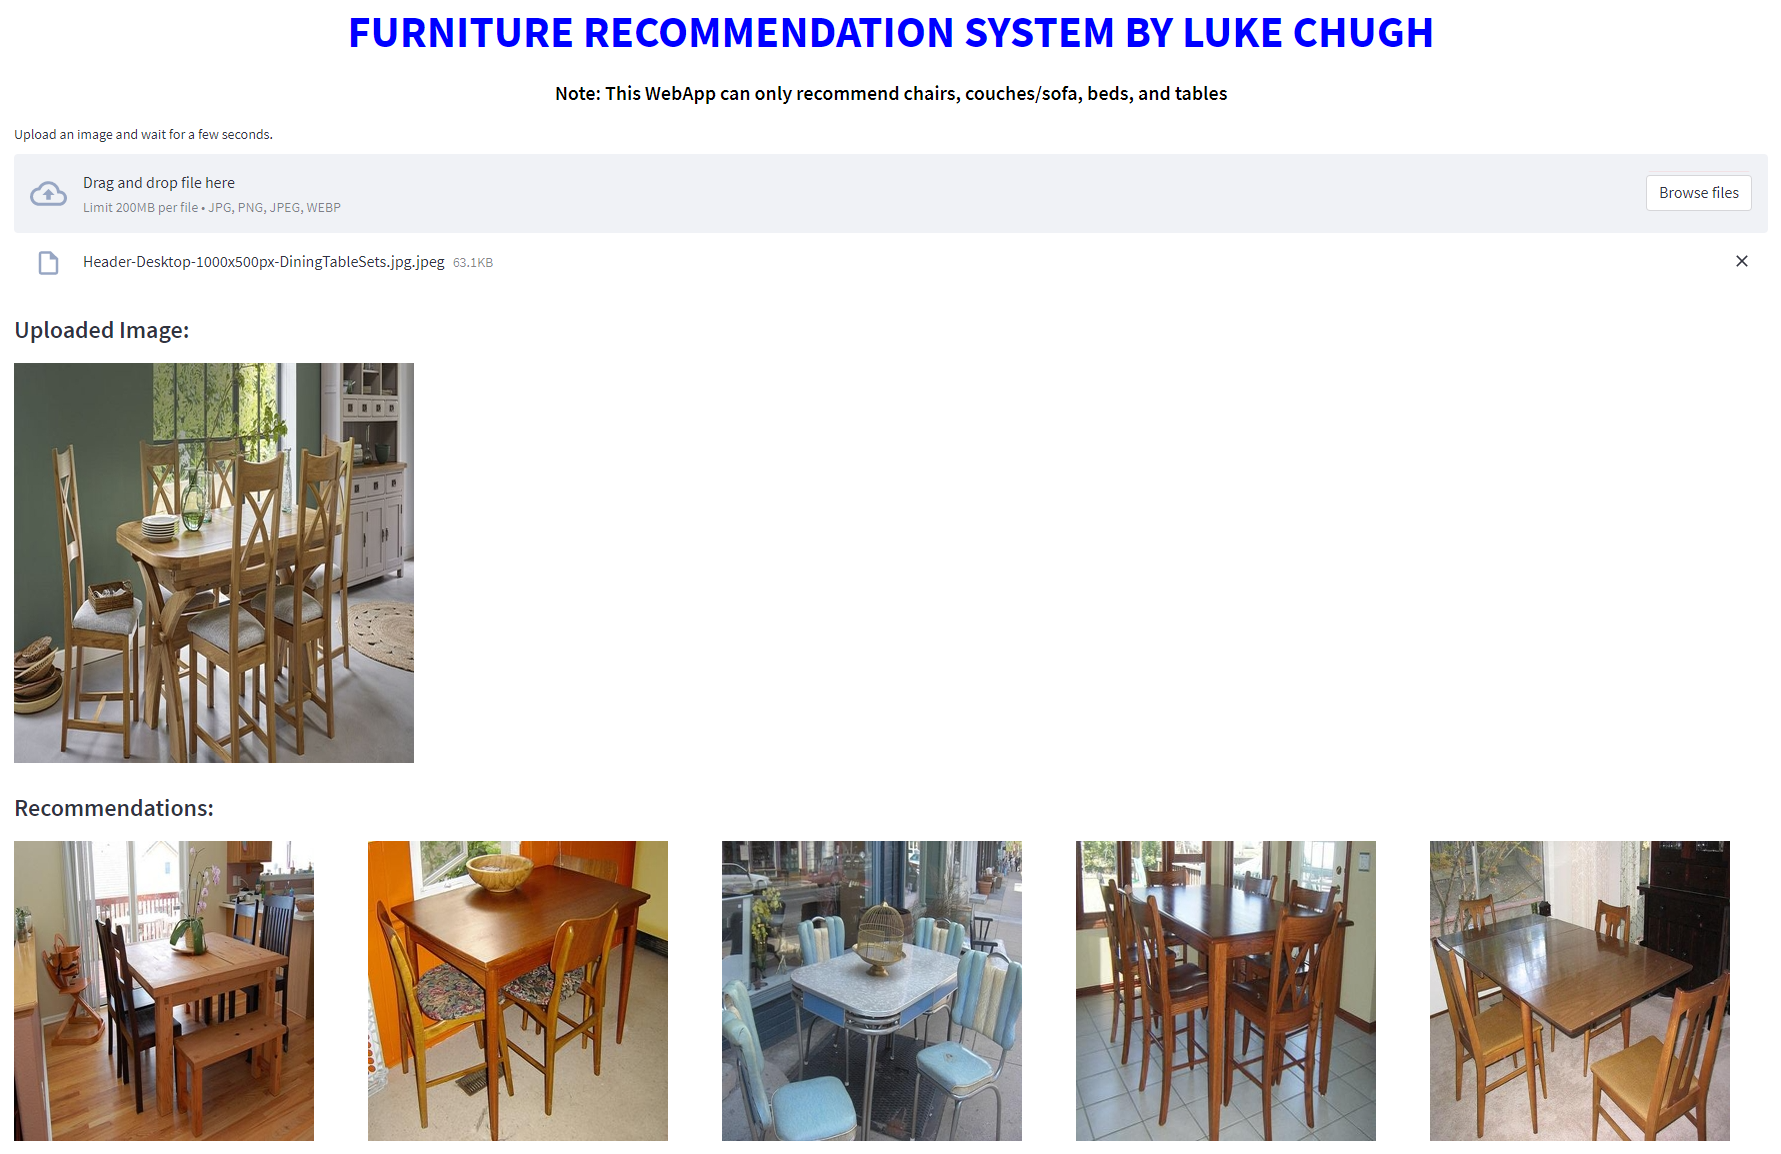 FURNITURE RECOMMENDATION SYSTEM BY LUKE CHUGH
Note: This WebApp can only recommend chairs, couches/sofa, beds, and tables
Upload an image and wait for a few seconds.
Drag and drop file here
Limit 200MB per file • JPG, PNG, JPEG, WEBP
Browse files
Header-Desktop-1000x500px-DiningTableSets.jpg.jpeg 63.1KB
Uploaded Image:
Recommendations: